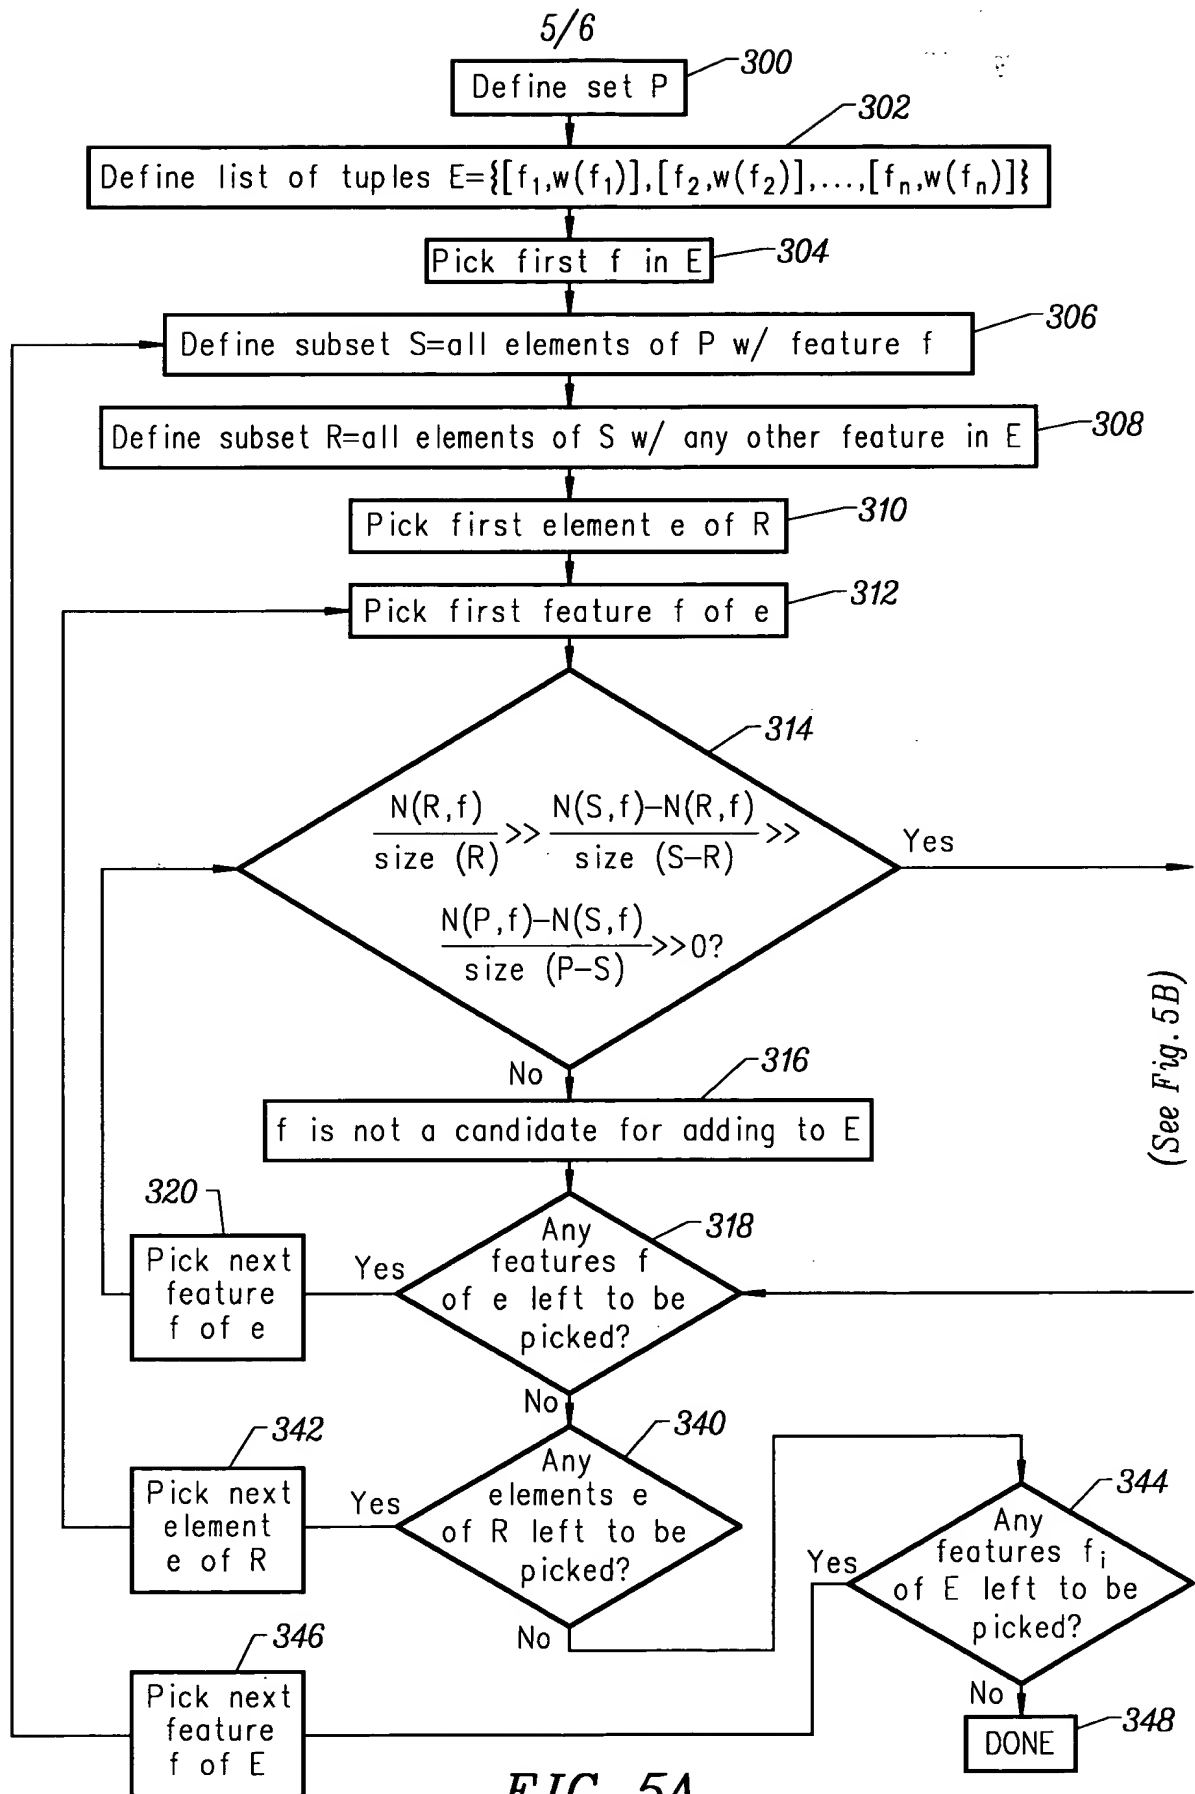 5/6
300
Define set P
302
Define list of tuples E={[f₁,w(f₁)],[f₂,w(f₂)],...,[fₙ,w(fₙ)]}
Pick first f in E
304
306
Define subset S=all elements of P w/ feature f
Define subset R=all elements of S w/ any other feature in E
308
Pick first element e of R
310
Pick first feature f of e
312
314
N(R,f)/size (R) >> N(S,f)–N(R,f)/size (S–R) >>
N(P,f)–N(S,f)/size (P–S) >>0?
Yes
(See Fig. 5B)
No
316
f is not a candidate for adding to E
320
Pick next
feature
f of e
Yes
318
Any
features f
of e left to be
picked?
No
342
Pick next
element
e of R
Yes
340
Any
elements e
of R left to be
picked?
No
344
Any
features fᵢ
of E left to be
picked?
Yes
No
346
Pick next
feature
f of E
DONE
348
FIG. 5A